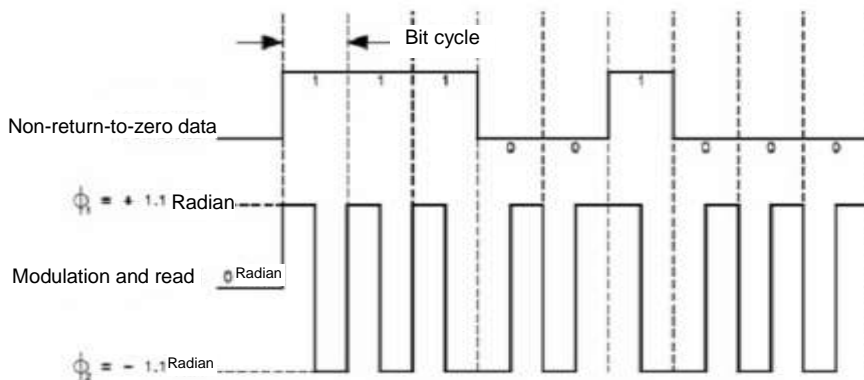 Bit cycle
1 1 1 1
Non-return-to-zero data
0 0 0 0 0
ϕ₁ = + 1.1 Radian
Modulation and read 0 Radian
ϕ₂ = - 1.1 Radian